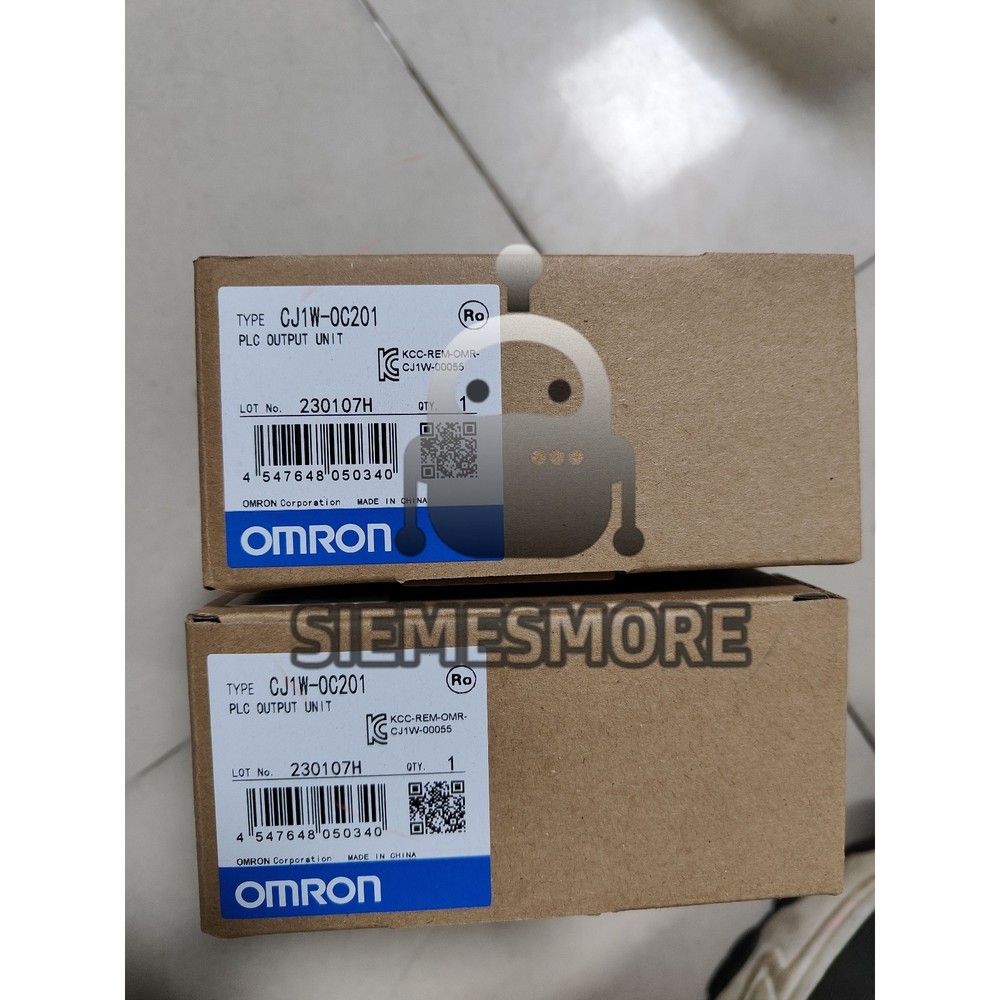 TYPE CJ1W-OC201
Ro
PLC OUTPUT UNIT
KCC-REM-OMR-
CJ1W-00055
LOT No. 230107H QTY. 1
4 547648 050340
OMRON Corporation MADE IN CHINA
OMRON
SIEMESMORE
TYPE CJ1W-OC201
Ro
PLC OUTPUT UNIT
KCC-REM-OMR-
CJ1W-00055
LOT No. 230107H QTY. 1
4 547648 050340
OMRON Corporation MADE IN CHINA
OMRON